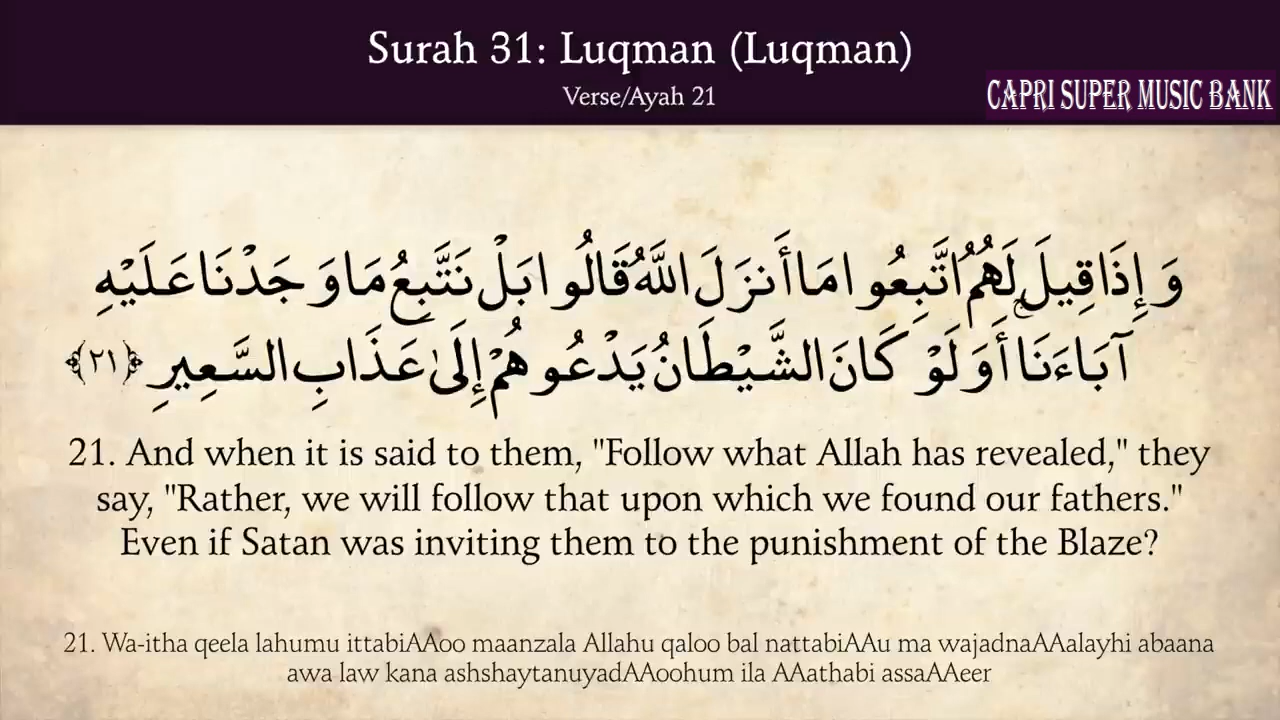 Surah 31: Luqman (Luqman)
Verse/Ayah 21
CAPRI SUPER MUSIC BANK
وَإِذَا قِيلَ لَهُمُ اتَّبِعُوا مَا أَنزَلَ اللَّهُ قَالُوا بَلْ نَتَّبِعُ مَا وَجَدْنَا عَلَيْهِ
آبَاءَنَا ۚ أَوَلَوْ كَانَ الشَّيْطَانُ يَدْعُوهُمْ إِلَىٰ عَذَابِ السَّعِيرِ ﴿٢١﴾
21. And when it is said to them, "Follow what Allah has revealed," they
say, "Rather, we will follow that upon which we found our fathers."
Even if Satan was inviting them to the punishment of the Blaze?
21. Wa-itha qeela lahumu ittabiAAoo maanzala Allahu qaloo bal nattabiAAu ma wajadnaAAalayhi abaana
awa law kana ashshaytanuyadAAoohum ila AAathabi assaAAeer